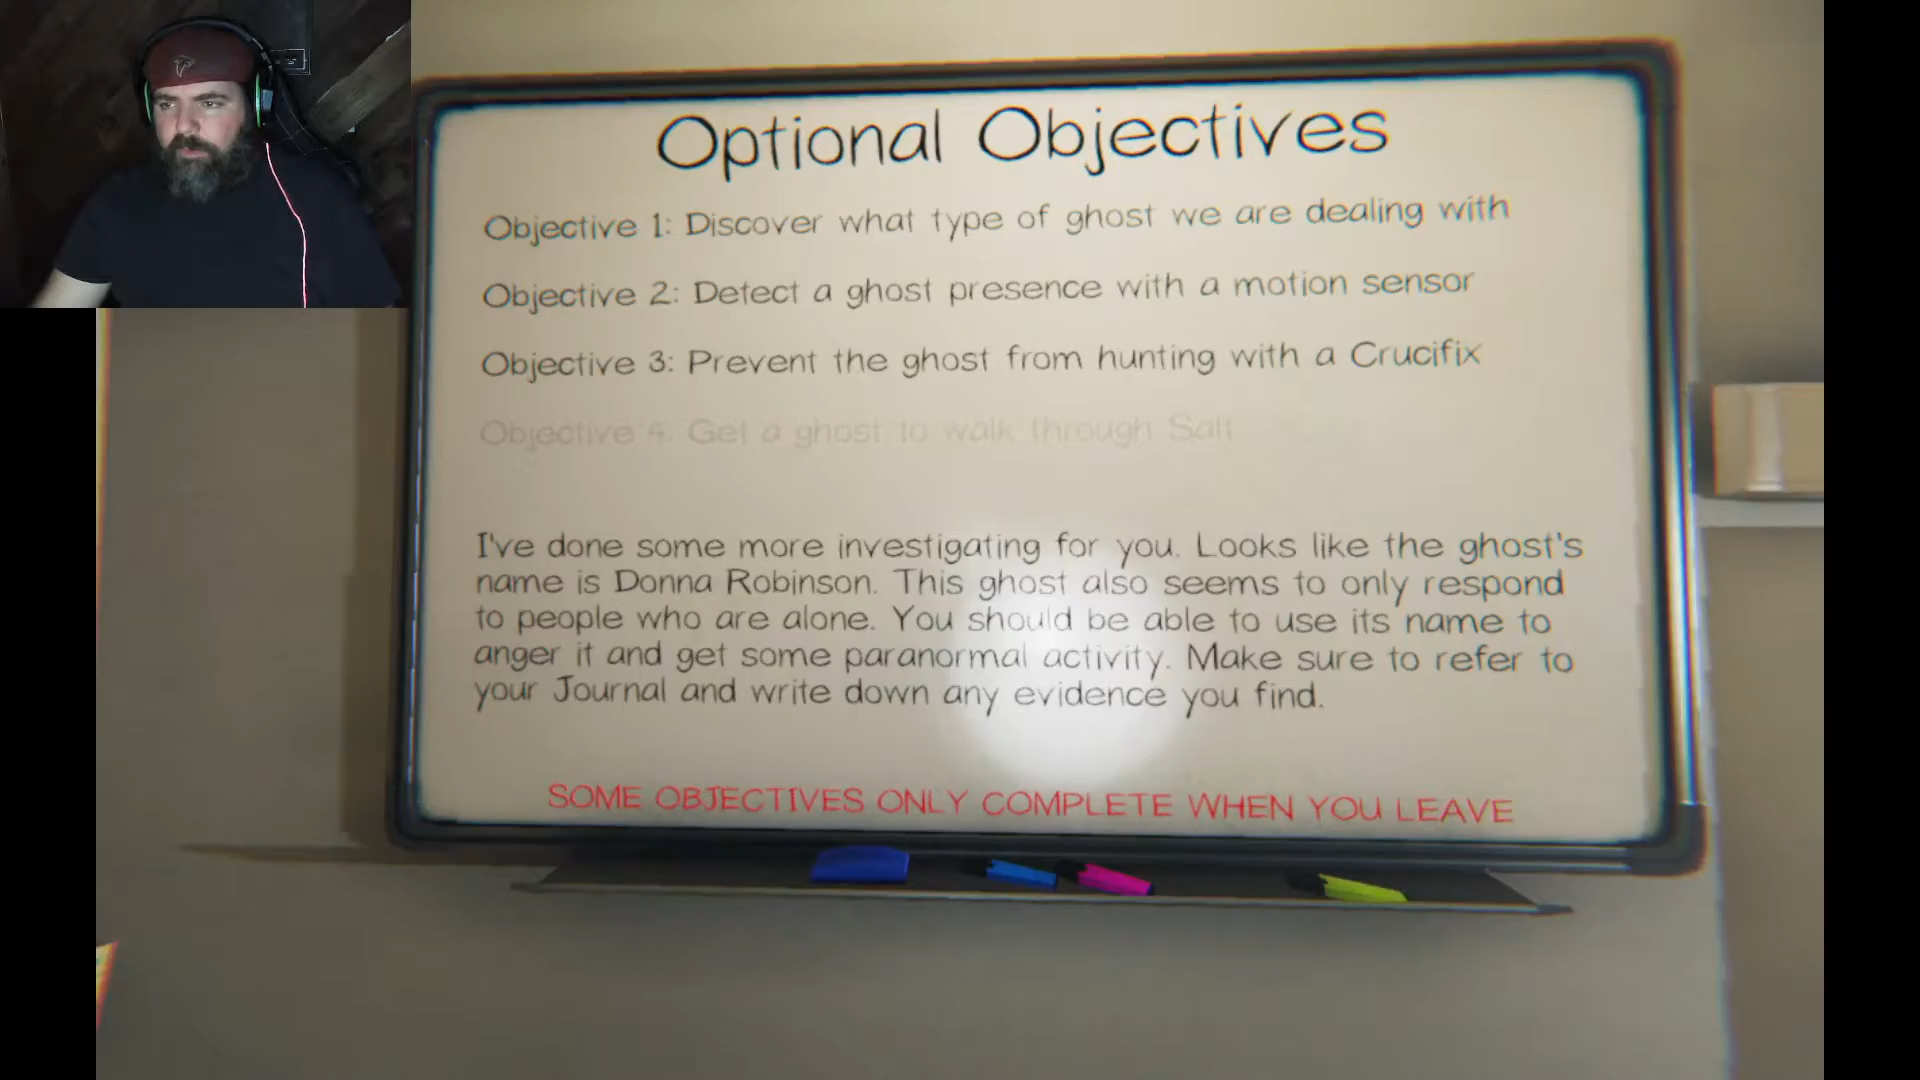 Optional Objectives
Objective 1: Discover what type of ghost we are dealing with
Objective 2: Detect a ghost presence with a motion sensor
Objective 3: Prevent the ghost from hunting with a Crucifix
Objective 4: Get a ghost to walk through Salt
I've done some more investigating for you. Looks like the ghost's
name is Donna Robinson. This ghost also seems to only respond
to people who are alone. You should be able to use its name to
anger it and get some paranormal activity. Make sure to refer to
your Journal and write down any evidence you find.
SOME OBJECTIVES ONLY COMPLETE WHEN YOU LEAVE